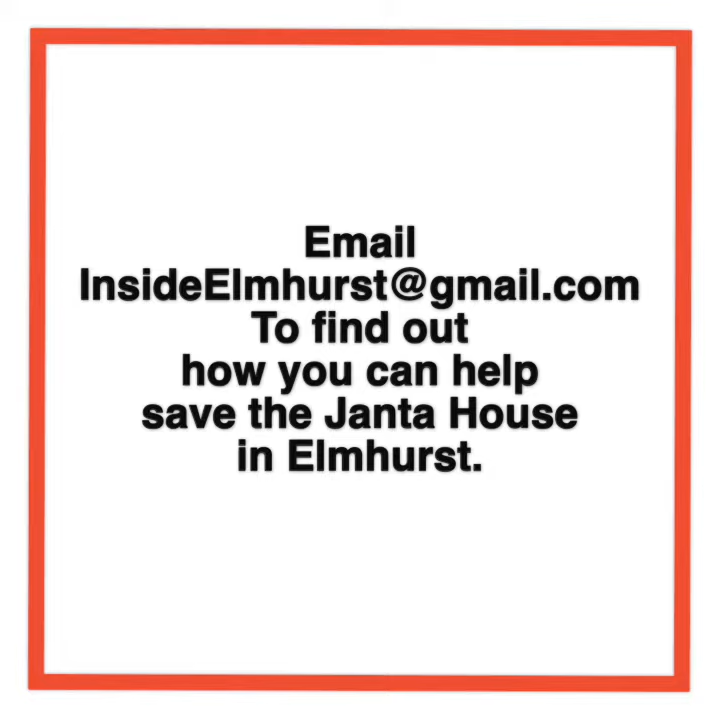 Email
InsideElmhurst@gmail.com
To find out
how you can help
save the Janta House
in Elmhurst.